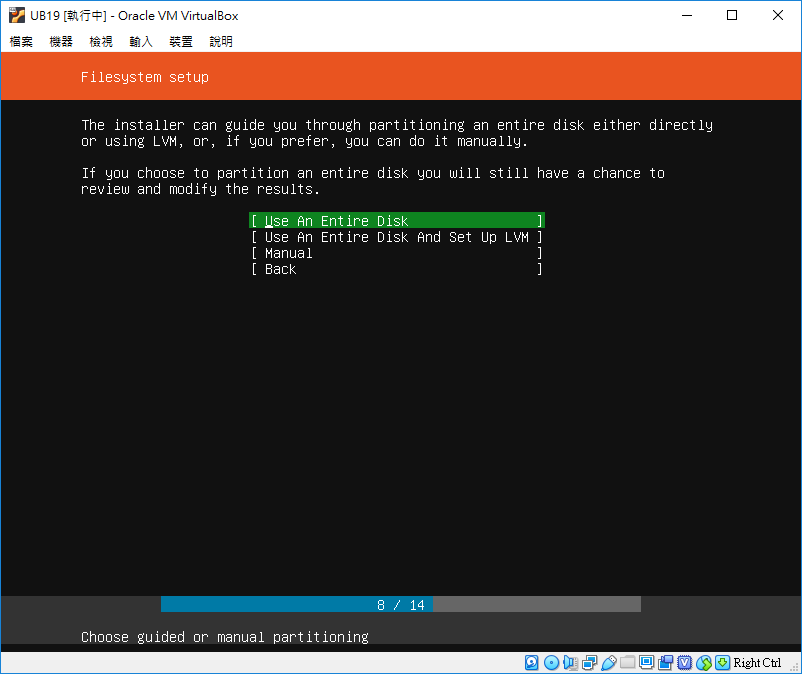 UB19 [執行中] - Oracle VM VirtualBox
檔案 機器 檢視 輸入 裝置 說明
Filesystem setup
The installer can guide you through partitioning an entire disk either directly
or using LVM, or, if you prefer, you can do it manually.
If you choose to partition an entire disk you will still have a chance to
review and modify the results.
[ Use An Entire Disk ]
[ Use An Entire Disk And Set Up LVM ]
[ Manual ]
[ Back ]
8 / 14
Choose guided or manual partitioning
Right Ctrl